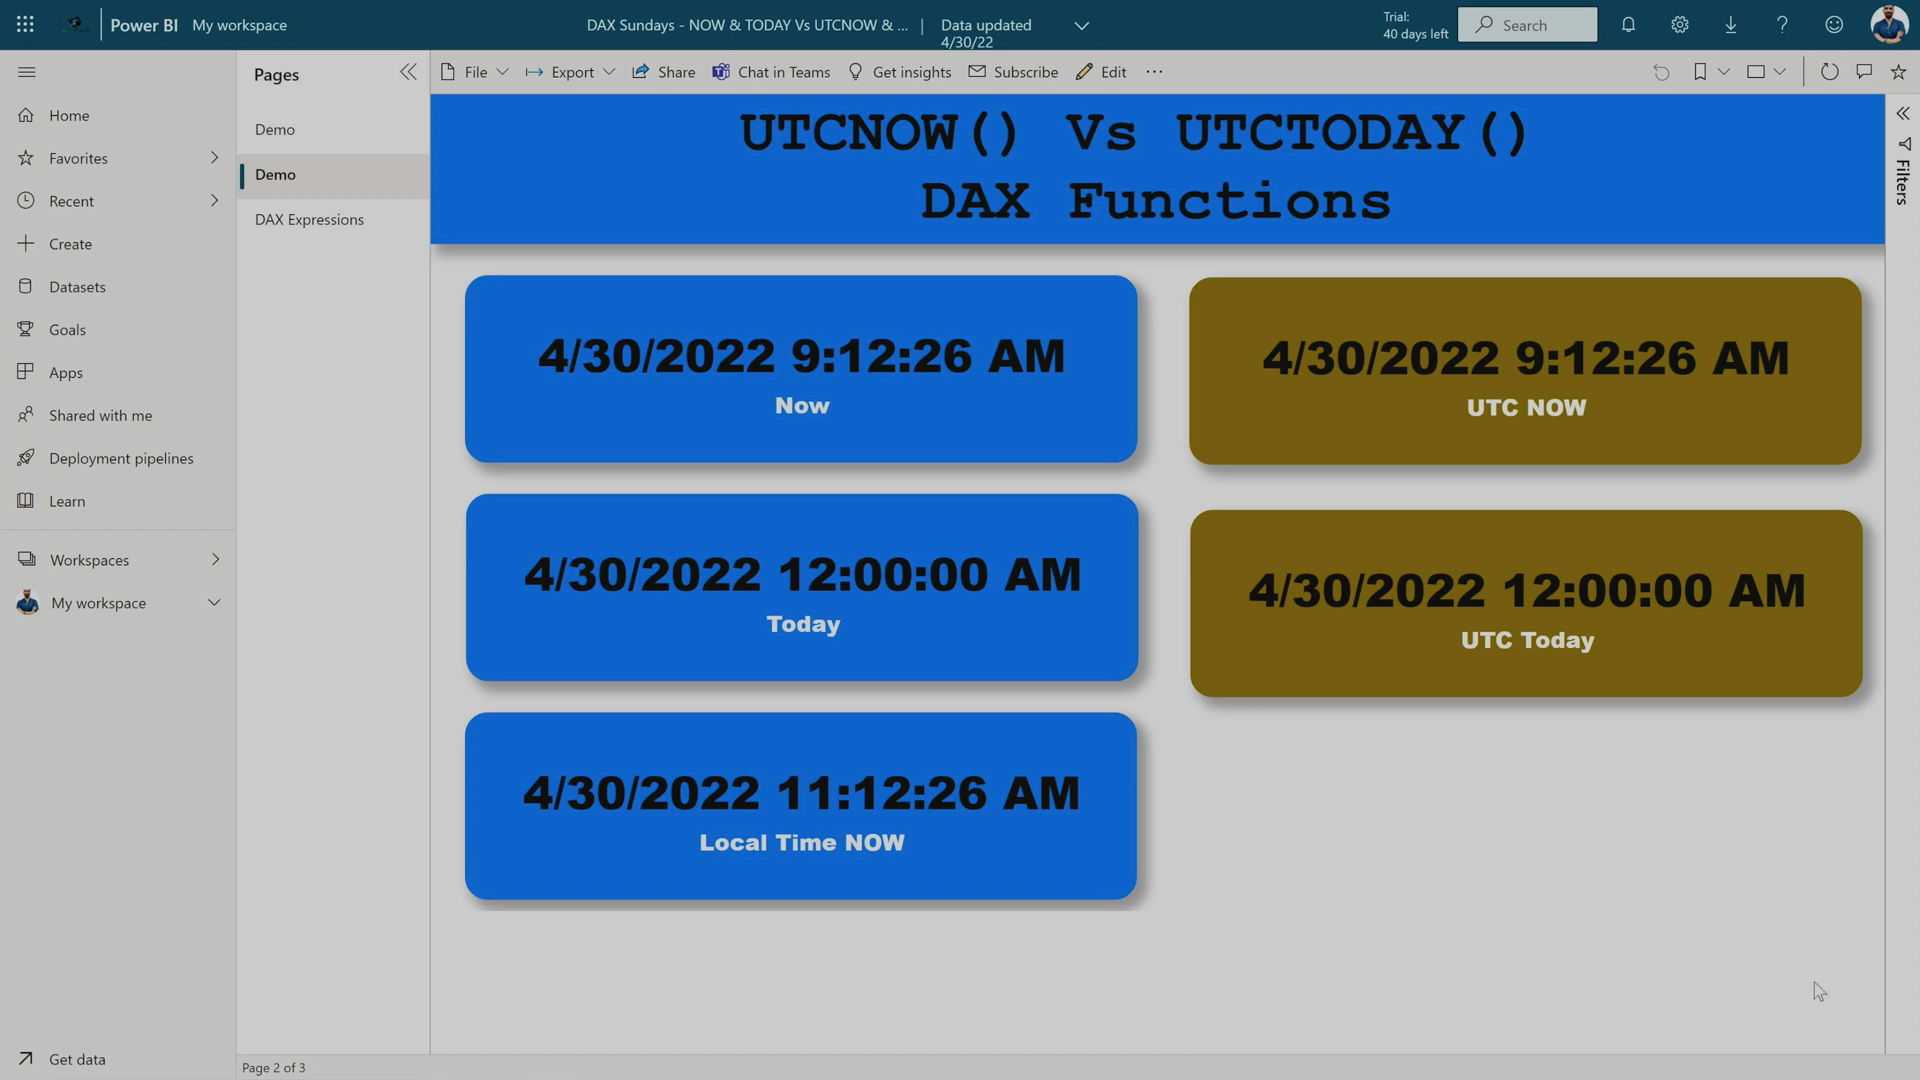 Power BI
My workspace
DAX Sundays - NOW & TODAY Vs UTCNOW & ...
Data updated
4/30/22
Trial:
40 days left
Search
Home
Favorites
Recent
Create
Datasets
Goals
Apps
Shared with me
Deployment pipelines
Learn
Workspaces
My workspace
Get data
Pages
Demo
Demo
DAX Expressions
Page 2 of 3
File
Export
Share
Chat in Teams
Get insights
Subscribe
Edit
UTCNOW() Vs UTCTODAY()
DAX Functions
4/30/2022 9:12:26 AM
Now
4/30/2022 9:12:26 AM
UTC NOW
4/30/2022 12:00:00 AM
Today
4/30/2022 12:00:00 AM
UTC Today
4/30/2022 11:12:26 AM
Local Time NOW
Filters